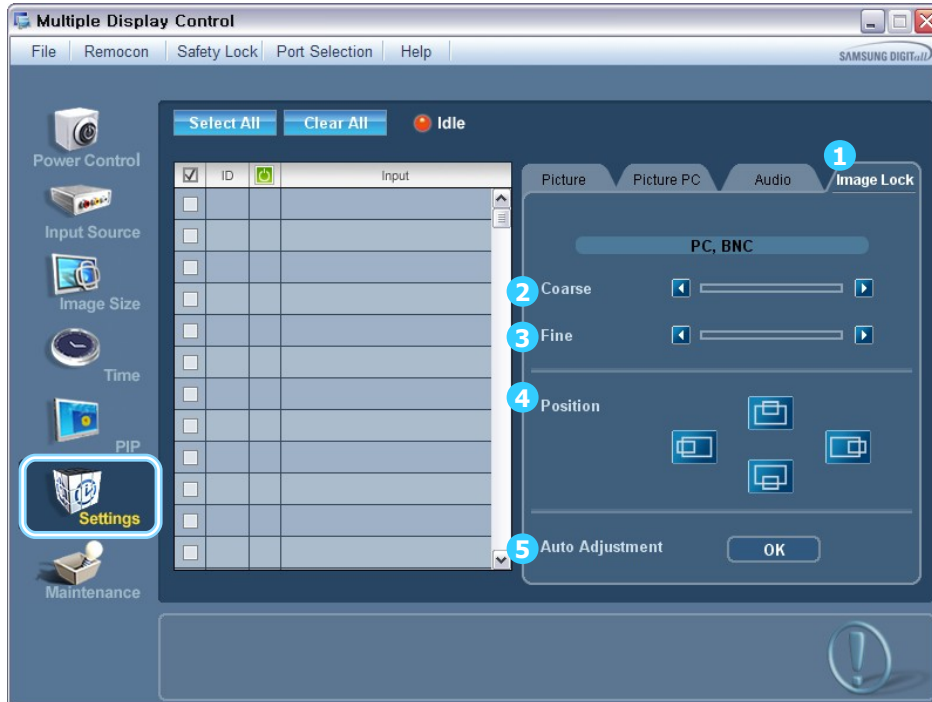 Multiple Display Control
File Remocon Safety Lock Port Selection Help
SAMSUNG DIGITall
Select All Clear All Idle
Power Control
Input Source
Image Size
Time
PIP
Settings
Maintenance
ID Input
1
Picture Picture PC Audio Image Lock
PC, BNC
2 Coarse
3 Fine
4 Position
5 Auto Adjustment OK